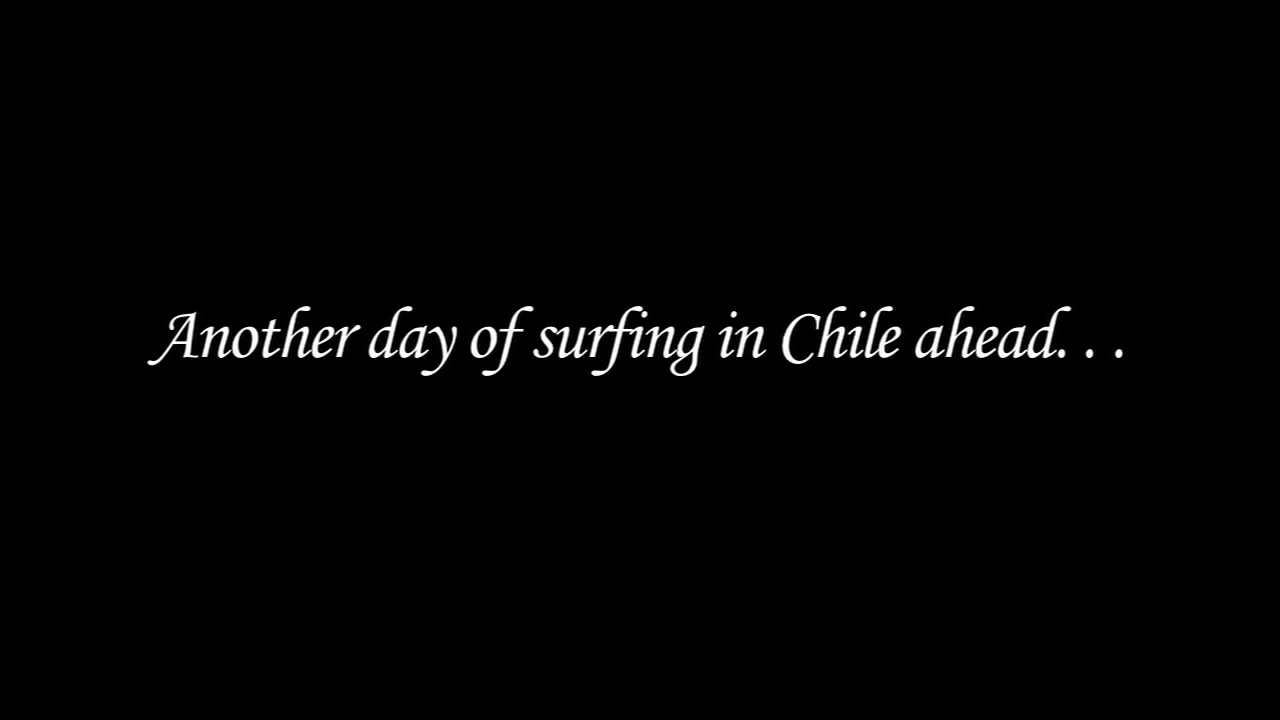 Another day of surfing in Chile ahead. . .